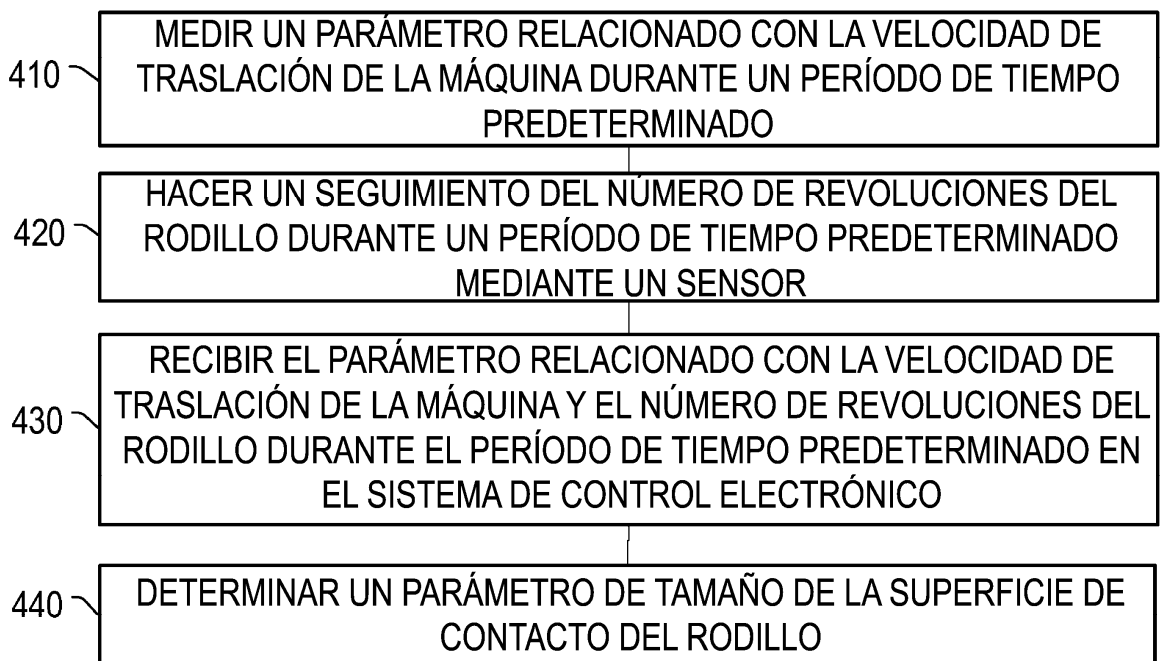 410
MEDIR UN PARÁMETRO RELACIONADO CON LA VELOCIDAD DE
TRASLACIÓN DE LA MÁQUINA DURANTE UN PERÍODO DE TIEMPO
PREDETERMINADO
420
HACER UN SEGUIMIENTO DEL NÚMERO DE REVOLUCIONES DEL
RODILLO DURANTE UN PERÍODO DE TIEMPO PREDETERMINADO
MEDIANTE UN SENSOR
430
RECIBIR EL PARÁMETRO RELACIONADO CON LA VELOCIDAD DE
TRASLACIÓN DE LA MÁQUINA Y EL NÚMERO DE REVOLUCIONES DEL
RODILLO DURANTE EL PERÍODO DE TIEMPO PREDETERMINADO EN
EL SISTEMA DE CONTROL ELECTRÓNICO
440
DETERMINAR UN PARÁMETRO DE TAMAÑO DE LA SUPERFICIE DE
CONTACTO DEL RODILLO